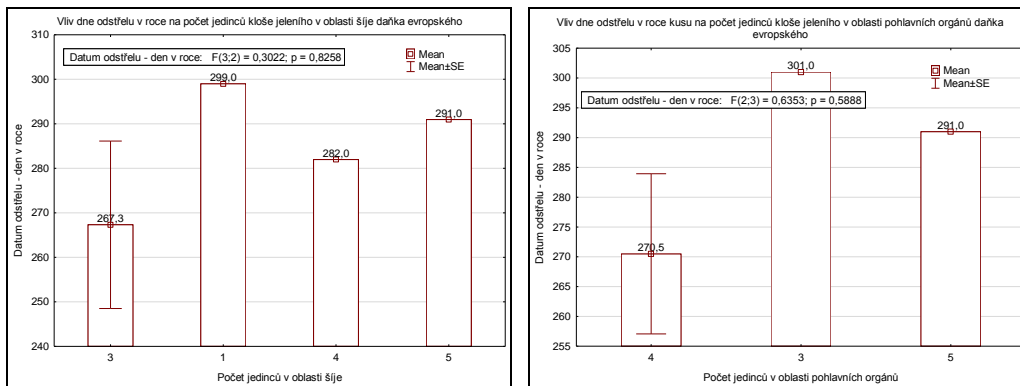 Vliv dne odstřelu v roce na počet jedinců kloše jeleního v oblasti šíje daňka evropského
Datum odstřelu - den v roce: F(3;2) = 0,3022; p = 0,8258
Mean
Mean±SE
310
300
290
280
270
260
250
240
Datum odstřelu - den v roce
267,3
299,0
282,0
291,0
3
1
4
5
Počet jedinců v oblasti šíje
Vliv dne odstřelu v roce kusu na počet jedinců kloše jeleního v oblasti pohlavních orgánů daňka
evropského
Mean
Mean±SE
Datum odstřelu - den v roce: F(2;3) = 0,6353; p = 0,5888
305
300
295
290
285
280
275
270
265
260
255
Datum odstřelu - den v roce
270,5
301,0
291,0
4
3
5
Počet jedinců v oblasti pohlavních orgánů